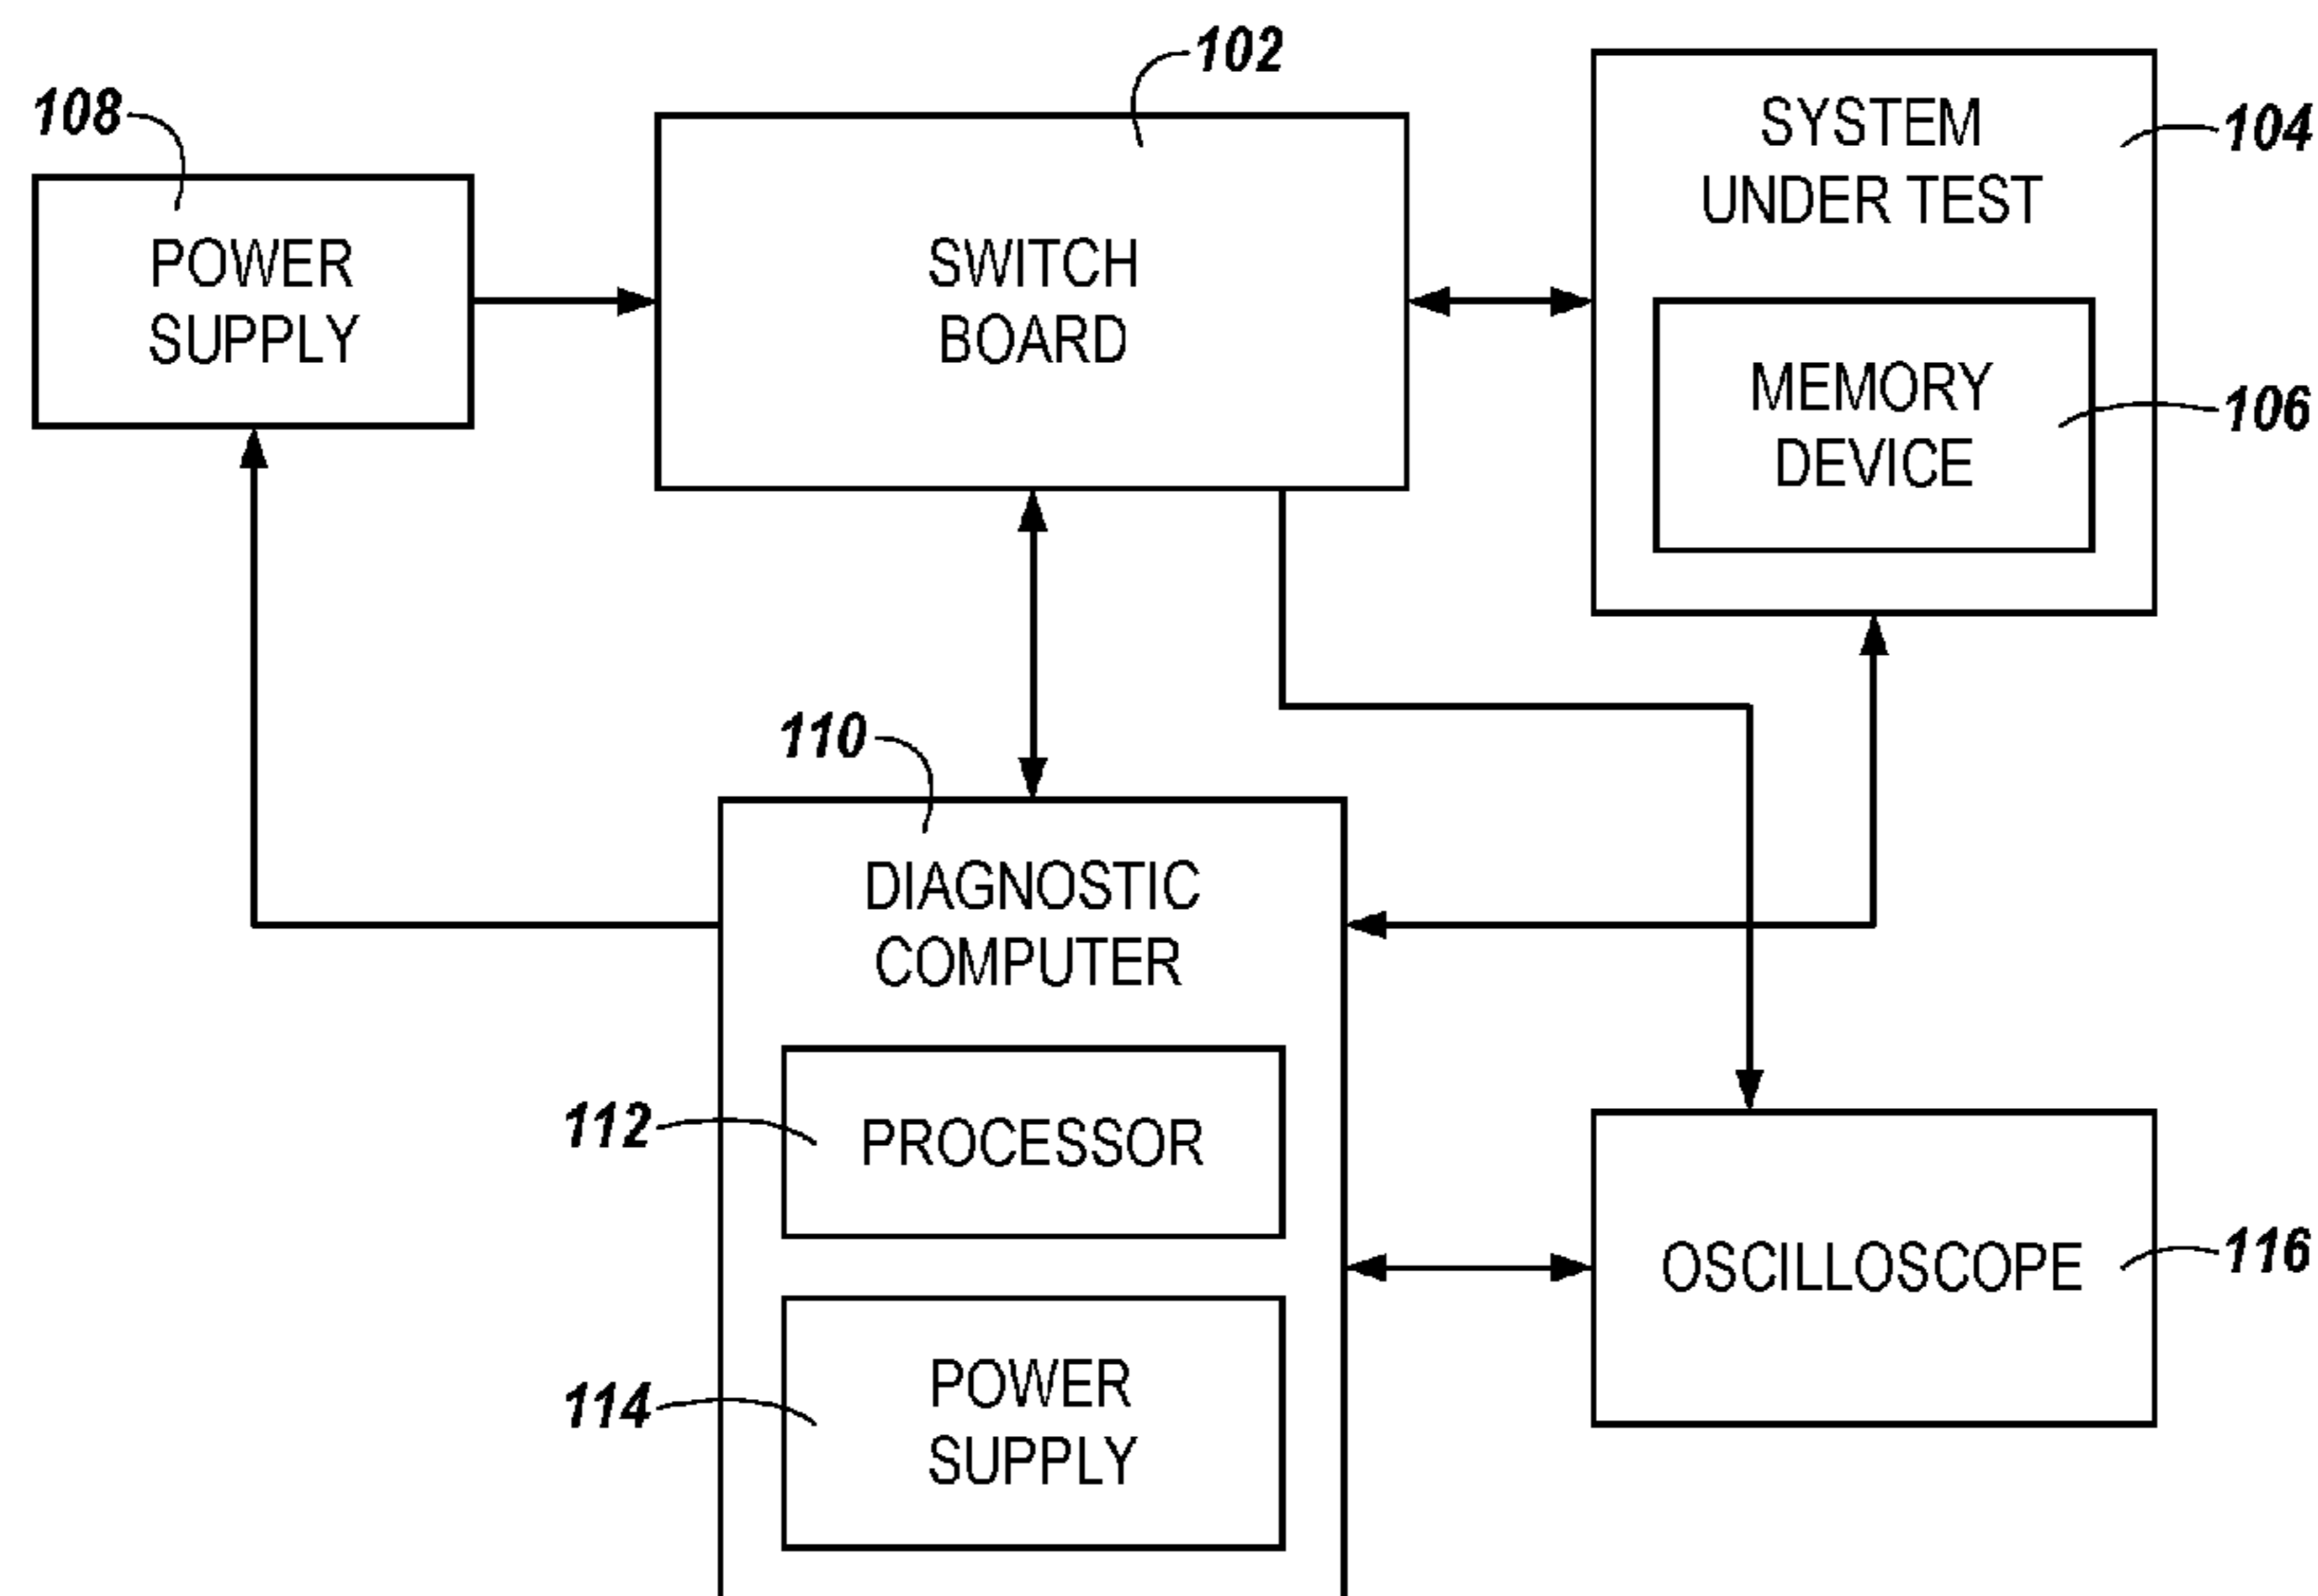 102
108
SYSTEM
UNDER TEST
104
POWER
SUPPLY
SWITCH
BOARD
MEMORY
DEVICE
106
110
DIAGNOSTIC
COMPUTER
112
PROCESSOR
OSCILLOSCOPE
116
114
POWER
SUPPLY